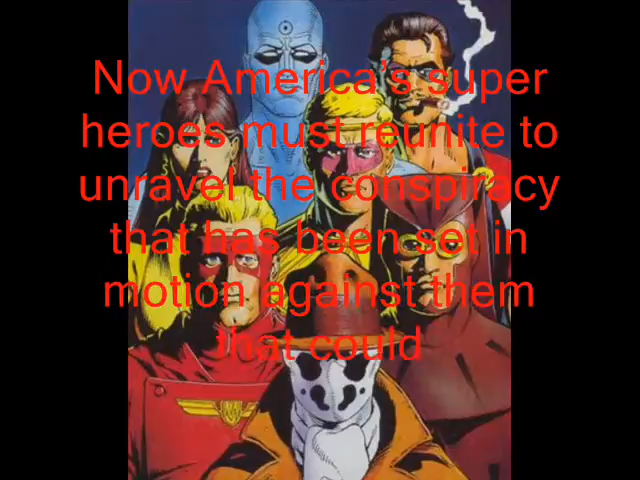 Now America's super
heroes must reunite to
unravel the conspiracy
that has been set in
motion against them
that could